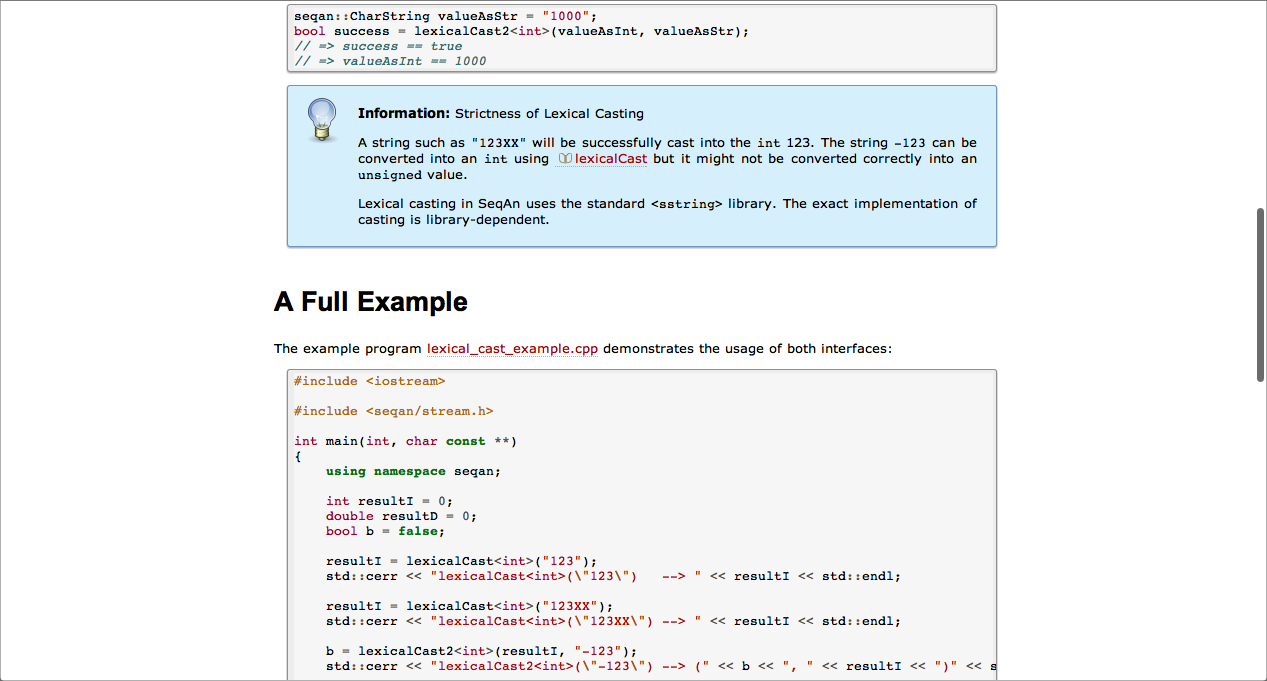 seqan::CharString valueAsStr = "1000";
bool success = lexicalCast2<int>(valueAsInt, valueAsStr);
// => success == true
// => valueAsInt == 1000
Information: Strictness of Lexical Casting
A string such as "123XX" will be successfully cast into the int 123. The string -123 can be
converted into an int using lexicalCast but it might not be converted correctly into an
unsigned value.
Lexical casting in SeqAn uses the standard <sstring> library. The exact implementation of
casting is library-dependent.
A Full Example
The example program lexical_cast_example.cpp demonstrates the usage of both interfaces:
#include <iostream>
#include <seqan/stream.h>
int main(int, char const **)
{
    using namespace seqan;
    int resultI = 0;
    double resultD = 0;
    bool b = false;
    resultI = lexicalCast<int>("123");
    std::cerr << "lexicalCast<int>(\"123\")   --> " << resultI << std::endl;
    resultI = lexicalCast<int>("123XX");
    std::cerr << "lexicalCast<int>(\"123XX\") --> " << resultI << std::endl;
    b = lexicalCast2<int>(resultI, "-123");
    std::cerr << "lexicalCast2<int>(\"-123\") --> (" << b << ", " << resultI << ")" << s